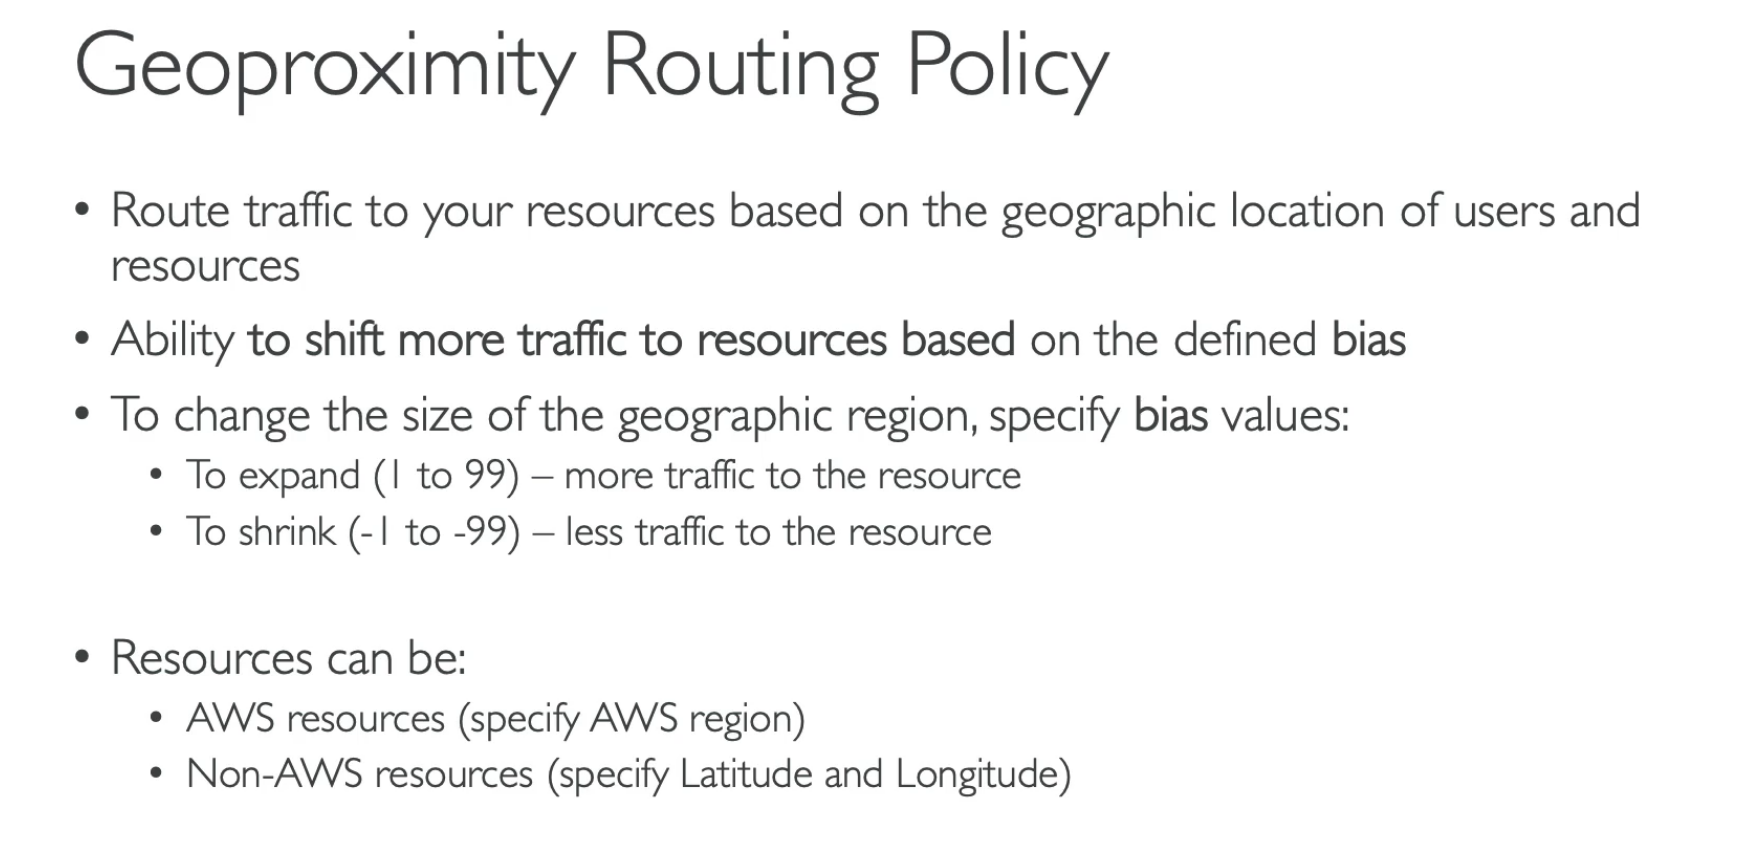 Geoproximity Routing Policy
• Route traffic to your resources based on the geographic location of users and
resources
• Ability to shift more traffic to resources based on the defined bias
• To change the size of the geographic region, specify bias values:
• To expand (1 to 99) – more traffic to the resource
• To shrink (-1 to -99) – less traffic to the resource
• Resources can be:
• AWS resources (specify AWS region)
• Non-AWS resources (specify Latitude and Longitude)